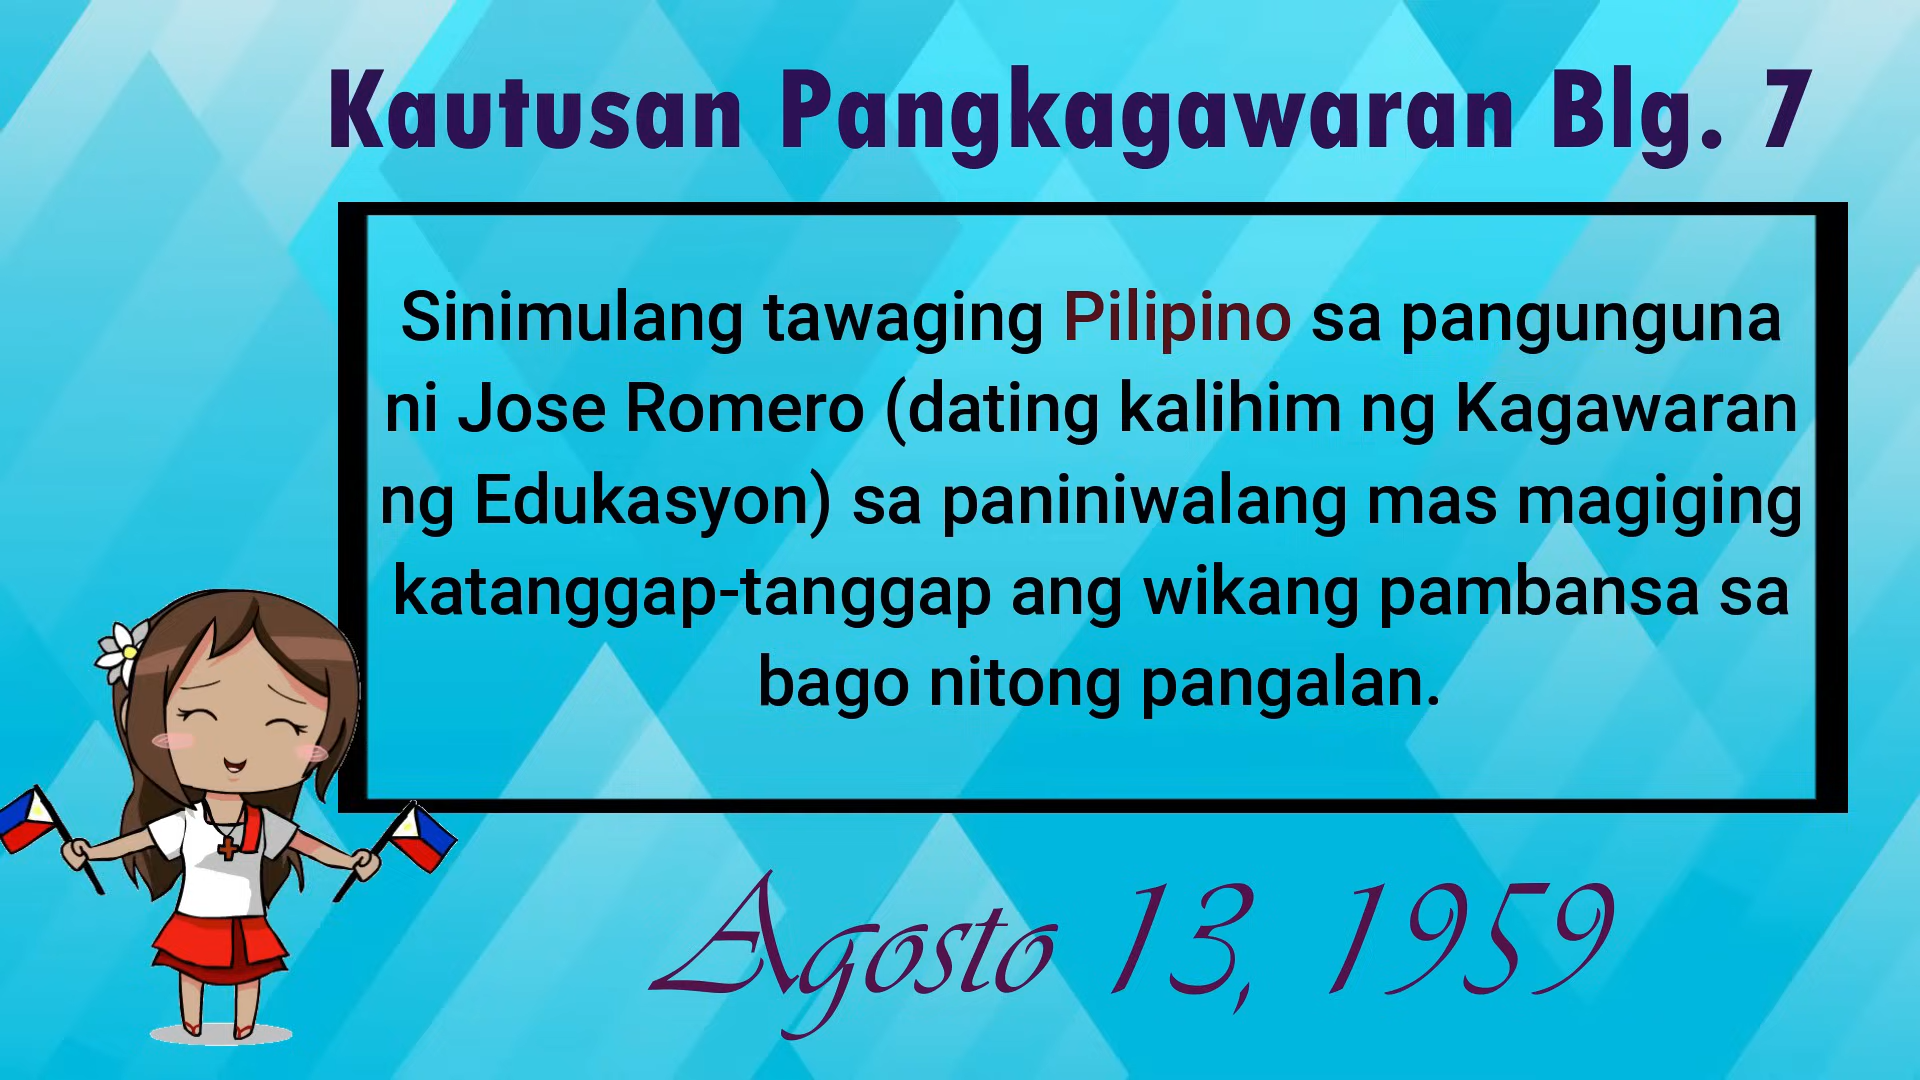 Kautusan Pangkagawaran Blg. 7
Sinimulang tawaging Pilipino sa pangunguna
ni Jose Romero (dating kalihim ng Kagawaran
ng Edukasyon) sa paniniwalang mas magiging
katanggap-tanggap ang wikang pambansa sa
bago nitong pangalan.
Agosto 13, 1959